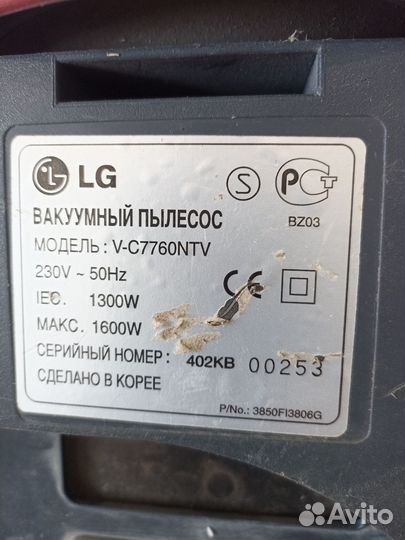 LG
S
РСТ
BZ03
ВАКУУМНЫЙ ПЫЛЕСОС
МОДЕЛЬ: V-C7760NTV
230V ~ 50Hz
IEC. 1300W
CE
МАКС. 1600W
СЕРИЙНЫЙ НОМЕР: 402KB 00253
СДЕЛАНО В КОРЕЕ
P/No.: 3850FI3806G
Avito